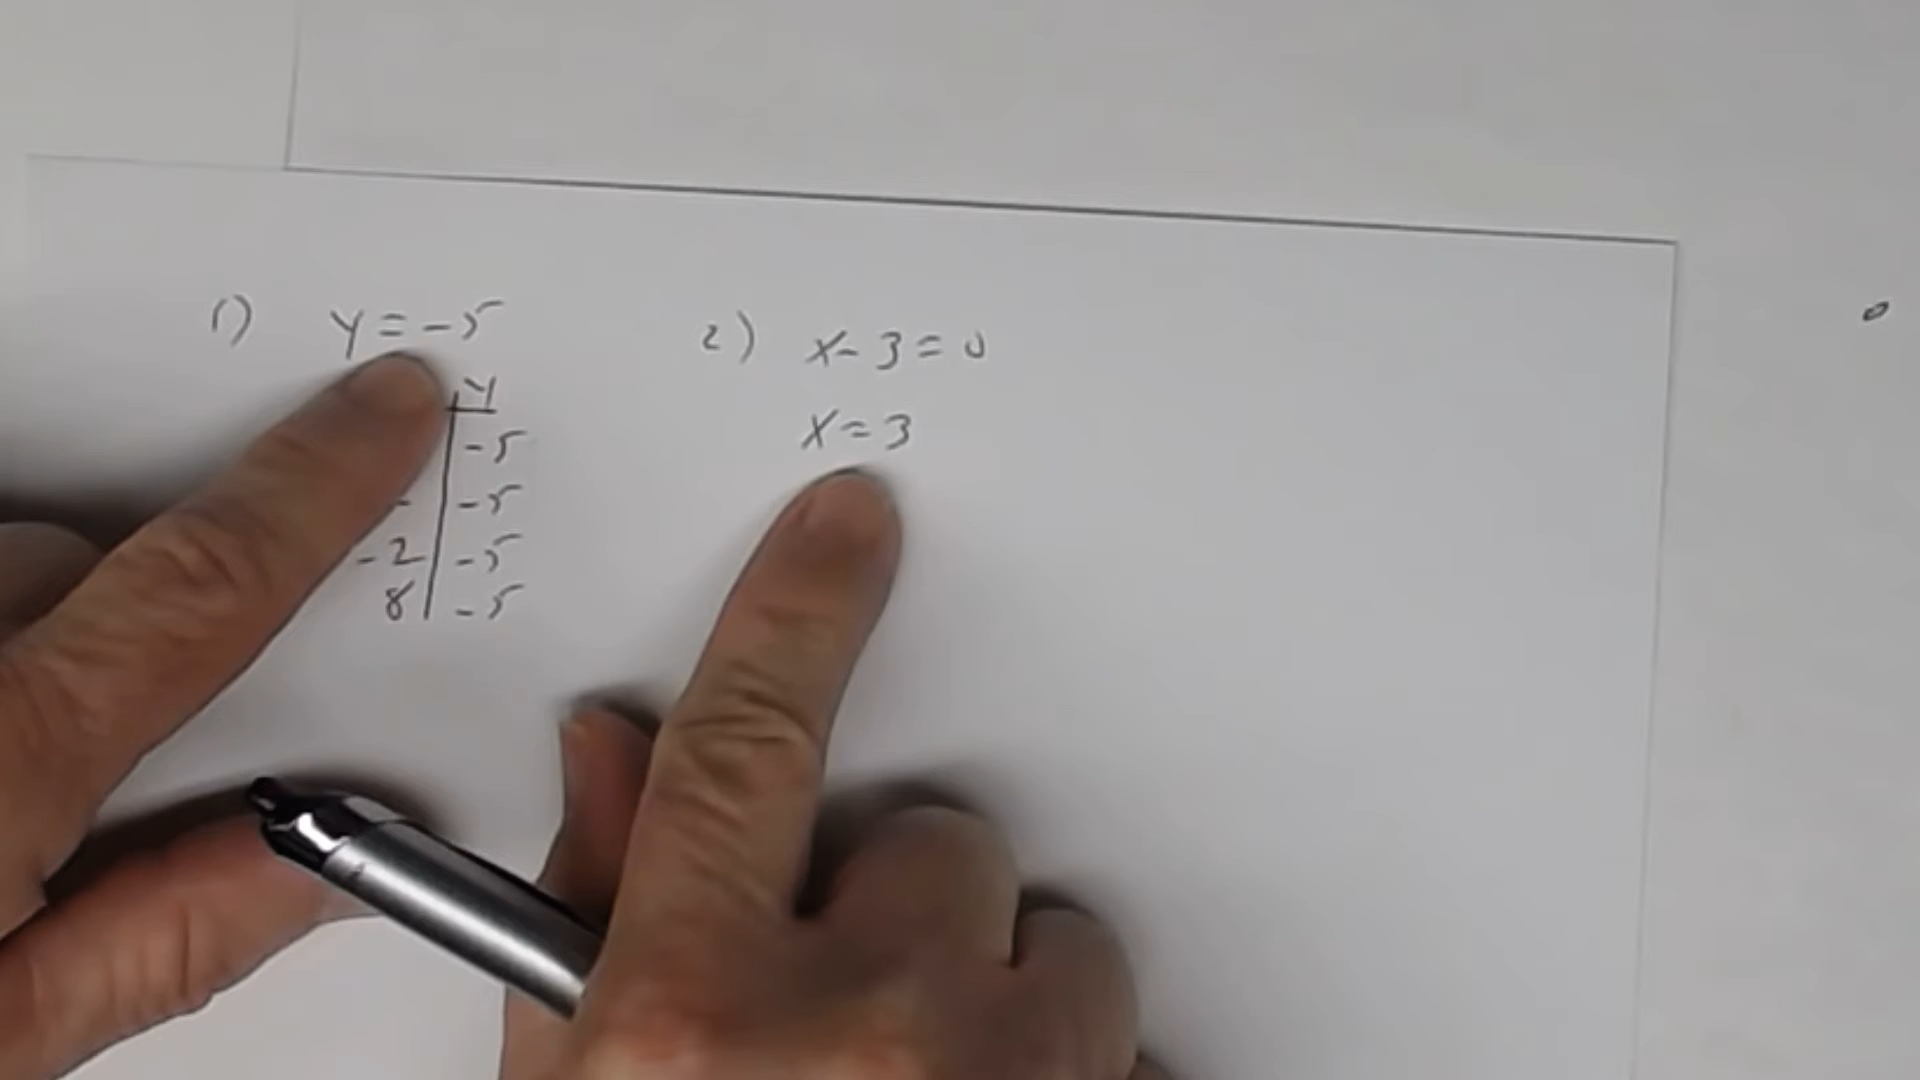 1) y = -5
2) x - 3 = 0
x = 3
y
-5
- -5
-2 -5
8 -5